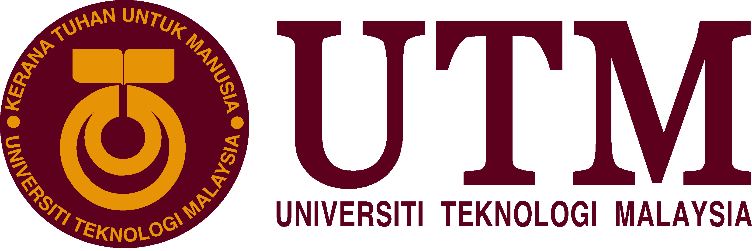 KERANA TUHAN UNTUK MANUSIA
UNIVERSITI TEKNOLOGI MALAYSIA
UTM
UNIVERSITI TEKNOLOGI MALAYSIA